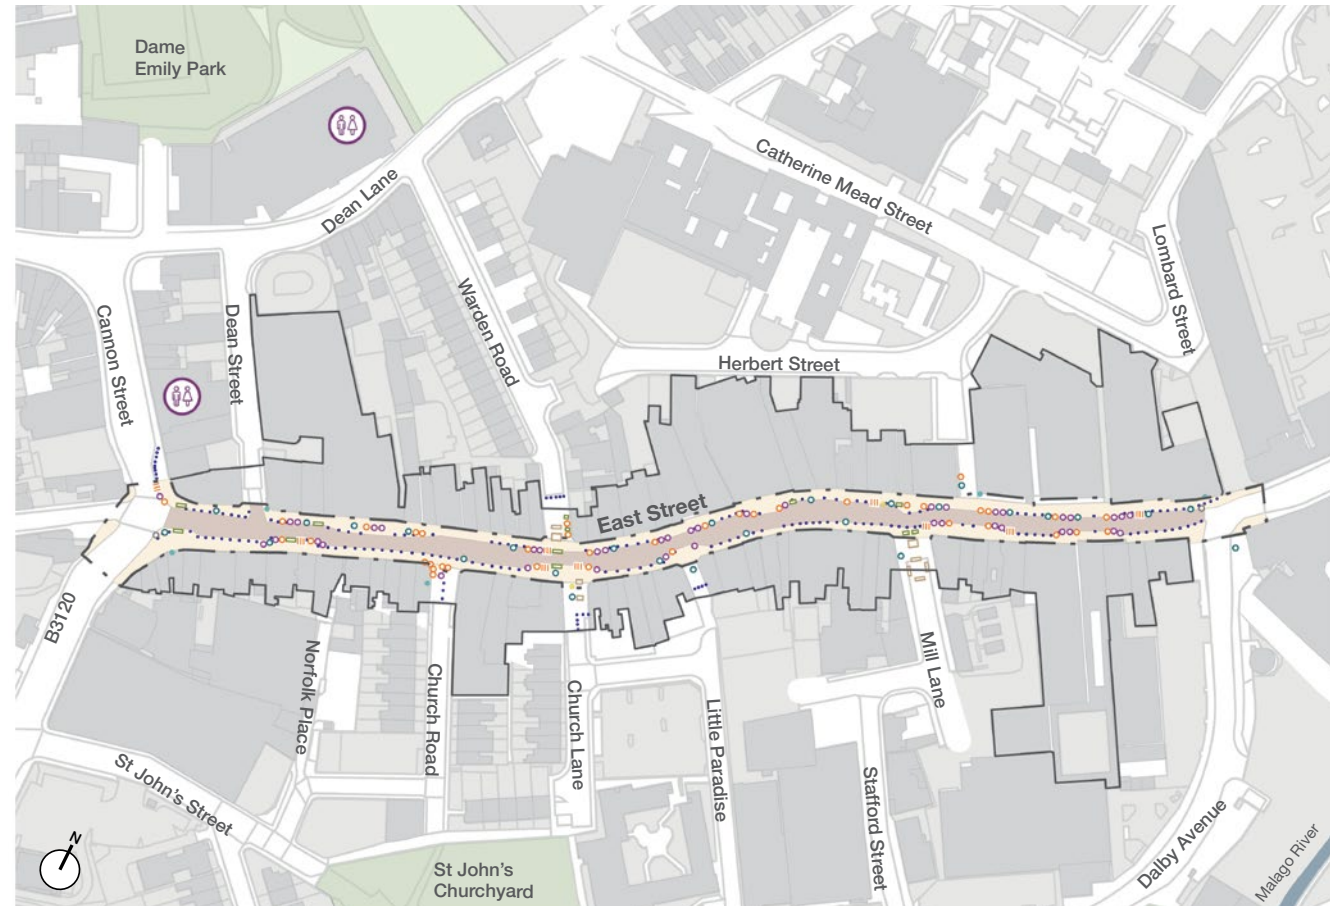 Dame
Emily Park
Dean Lane
Catherine Mead Street
Lombard Street
Cannon Street
Dean Street
Warden Road
Herbert Street
East Street
B3120
Norfolk Place
Church Road
Church Lane
Little Paradise
Mill Lane
Stafford Street
St John's Street
Dalby Avenue
Malago River
St John's
Churchyard
N